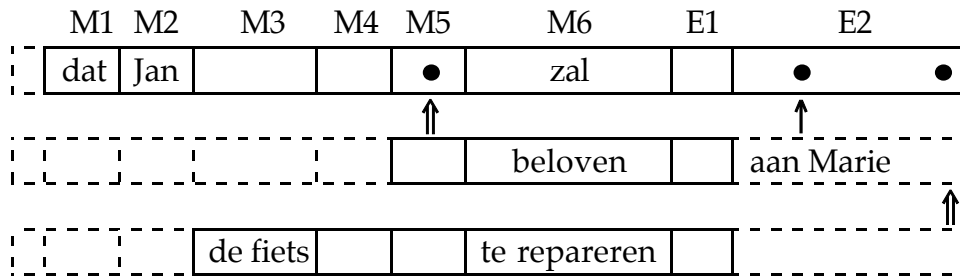 M1 M2 M3 M4 M5 M6 E1 E2
dat Jan zal
beloven aan Marie
de fiets te repareren